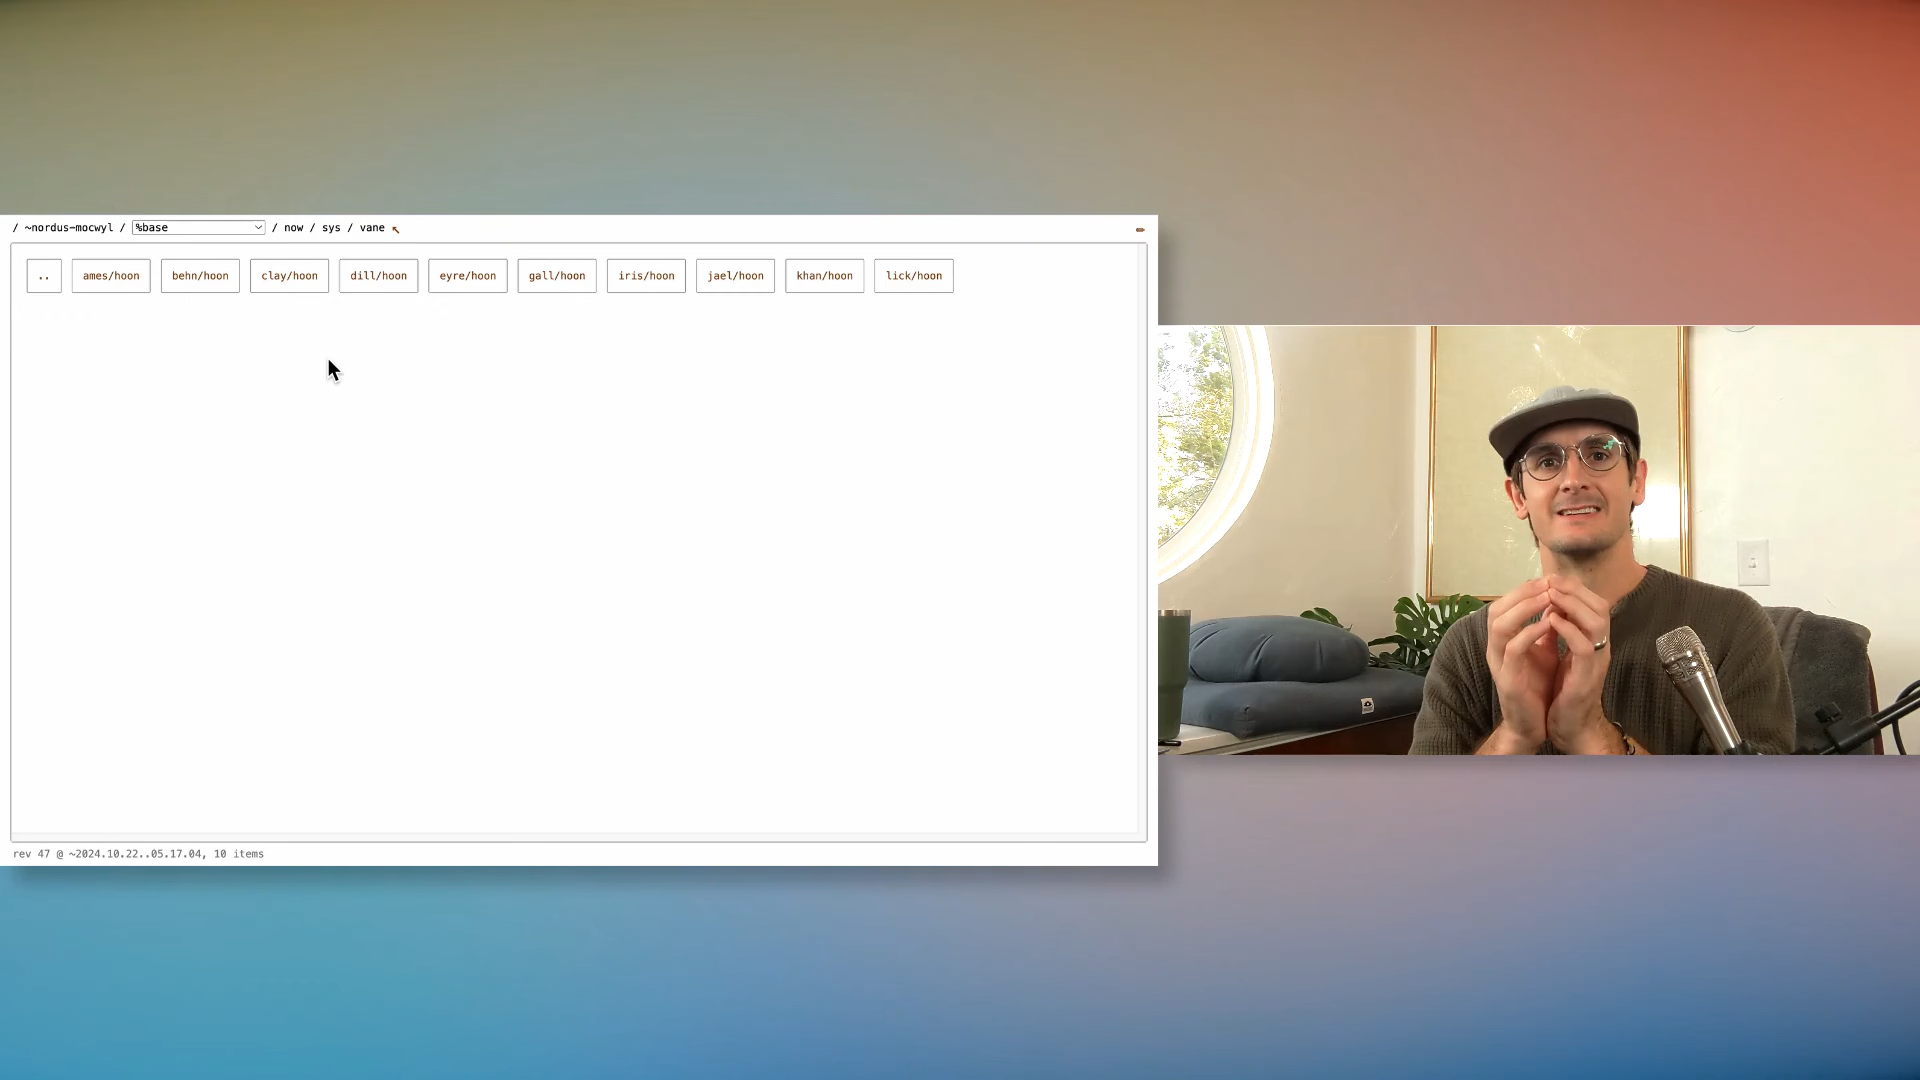 / ~nordus-mocwyl / %base / now / sys / vane
.. ames/hoon behn/hoon clay/hoon dill/hoon eyre/hoon gall/hoon iris/hoon jael/hoon khan/hoon lick/hoon
rev 47 @ ~2024.10.22..05.17.04, 10 items